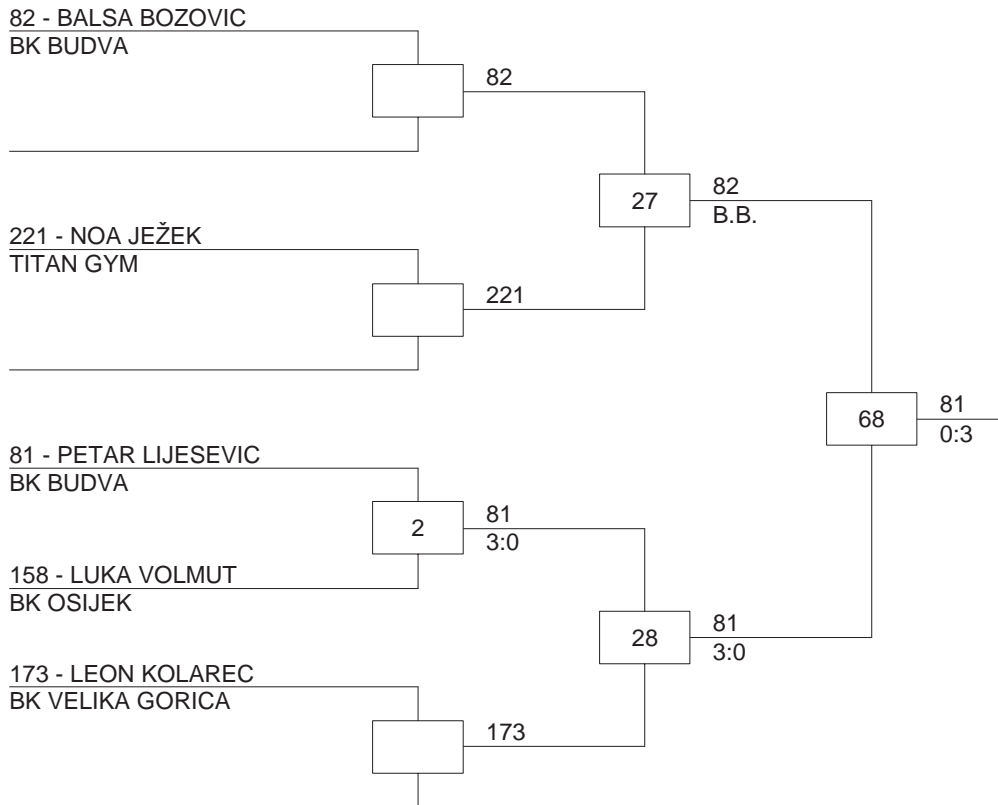 82 - BALSA BOZOVIC
BK BUDVA
82
27
82
B.B.
221 - NOA JEŽEK
TITAN GYM
221
68
81
0:3
81 - PETAR LIJESEVIC
BK BUDVA
2
81
3:0
158 - LUKA VOLMUT
BK OSIJEK
28
81
3:0
173 - LEON KOLAREC
BK VELIKA GORICA
173